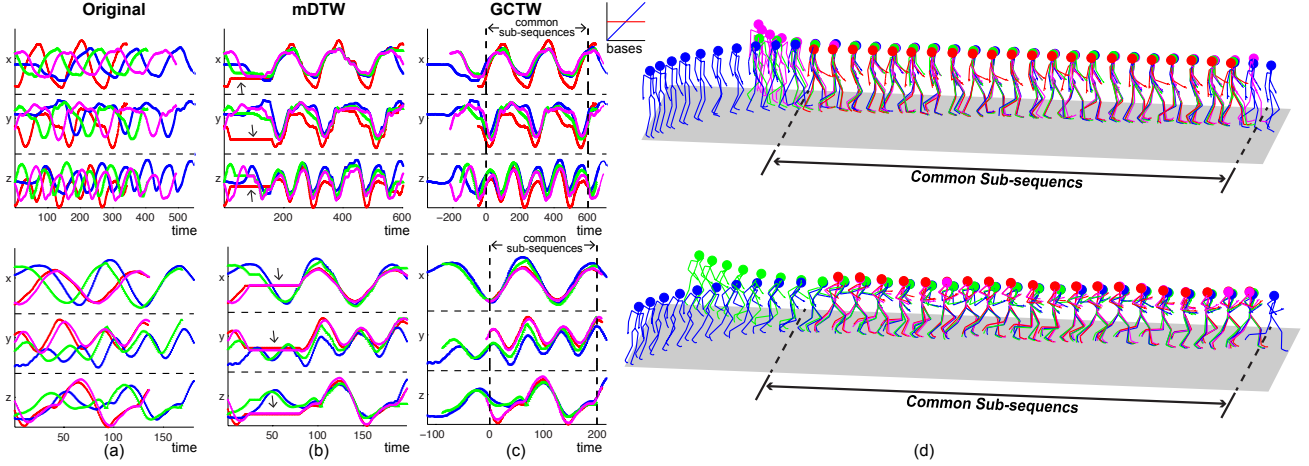 Original
mDTW
GCTW
common
sub-sequences
bases
x
y
z
100 200 300 400 500
time
200 400 600
time
−200 0 200 400 600
time
Common Sub-sequencs
common
sub-sequences
x
y
z
50 100 150
time
50 100 150
time
−100 0 100 200
time
Common Sub-sequencs
(a)
(b)
(c)
(d)